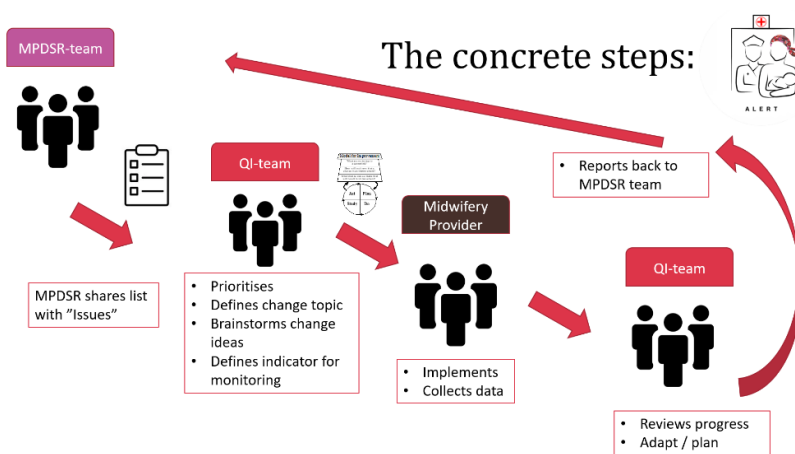 The concrete steps:
ALERT
MPDSR-team
MPDSR shares list
with "Issues"
QI-team
• Prioritises
• Defines change topic
• Brainstorms change
ideas
• Defines indicator for
monitoring
Act
Plan
Study
Do
Midwifery
Provider
• Implements
• Collects data
QI-team
• Reviews progress
• Adapt / plan
• Reports back to
MPDSR team